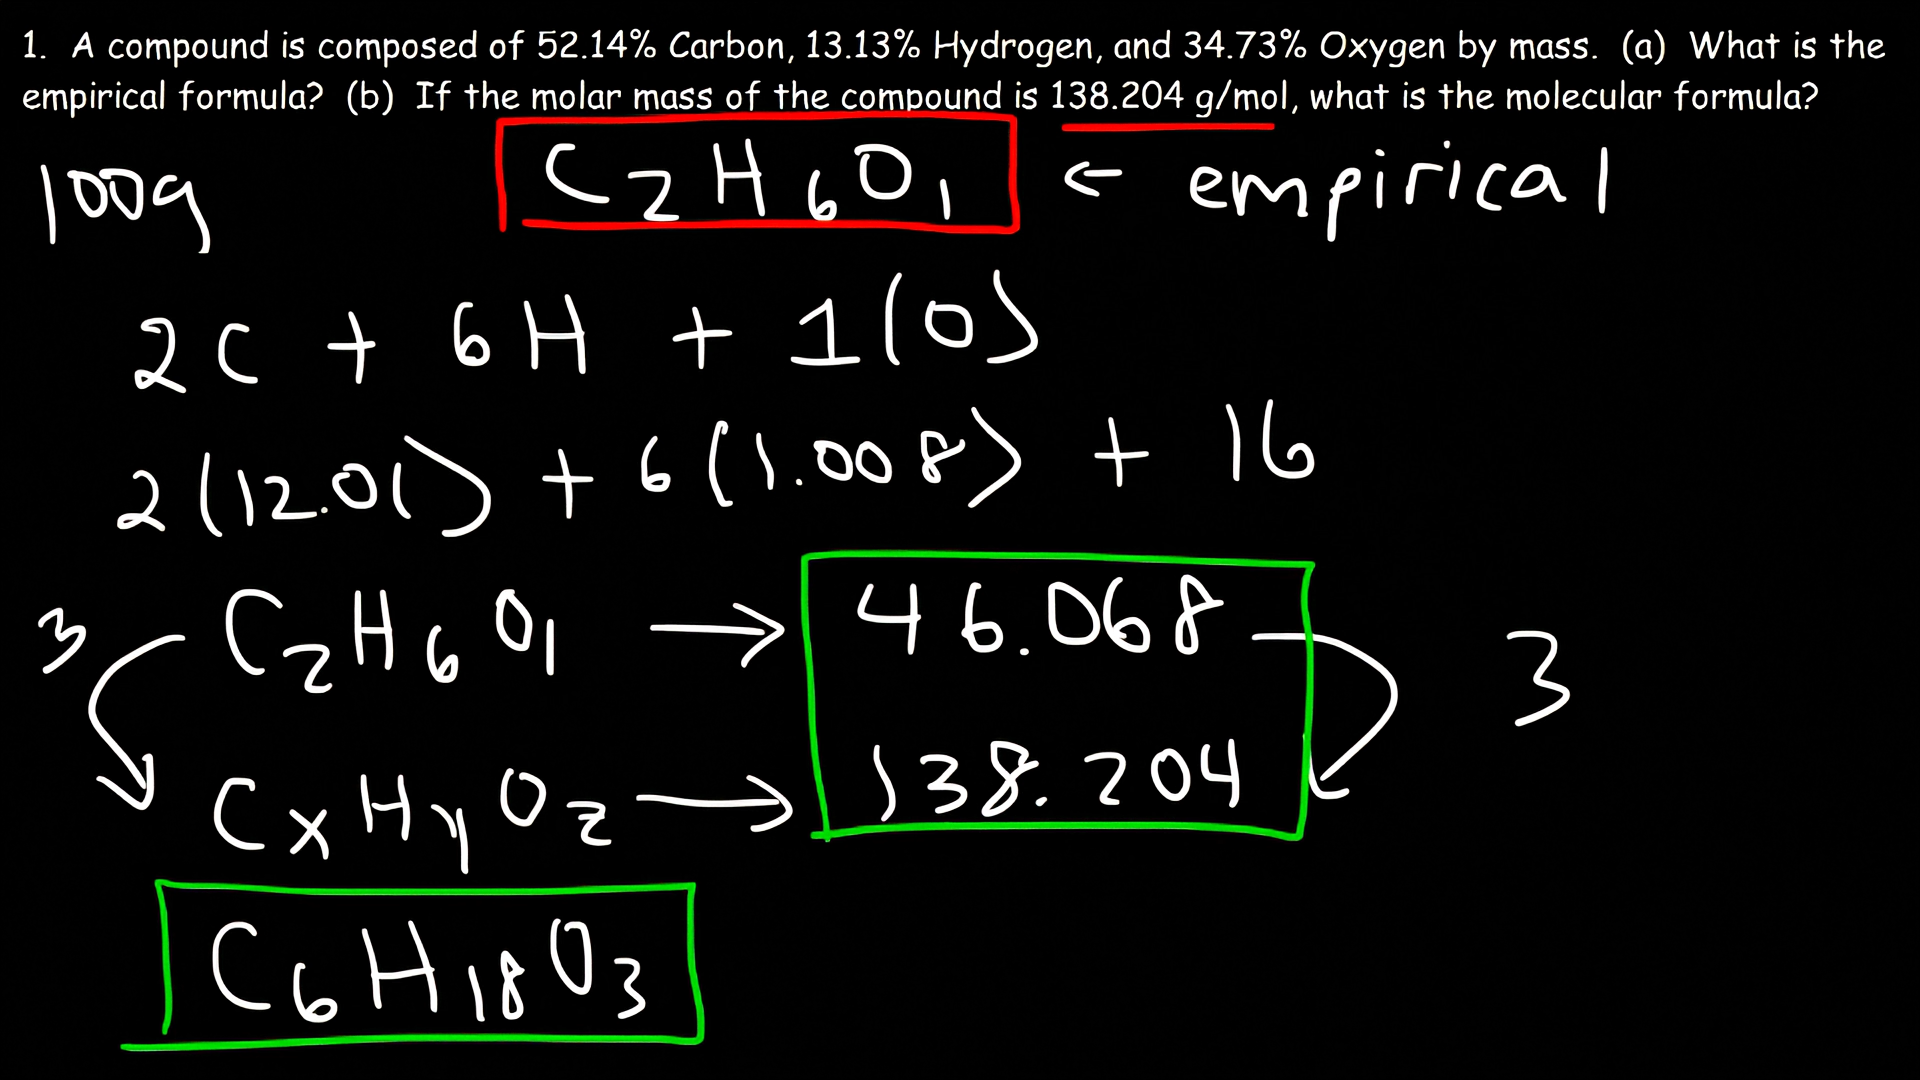 1. A compound is composed of 52.14% Carbon, 13.13% Hydrogen, and 34.73% Oxygen by mass. (a) What is the
empirical formula? (b) If the molar mass of the compound is 138.204 g/mol, what is the molecular formula?
100g C₂H₆O₁ ← empirical
2C + 6H + 1(O)
2(12.01) + 6(1.008) + 16
3 C₂H₆O₁ → 46.068 3
CₓHᵧO_z → 138.204
C₆H₁₈O₃